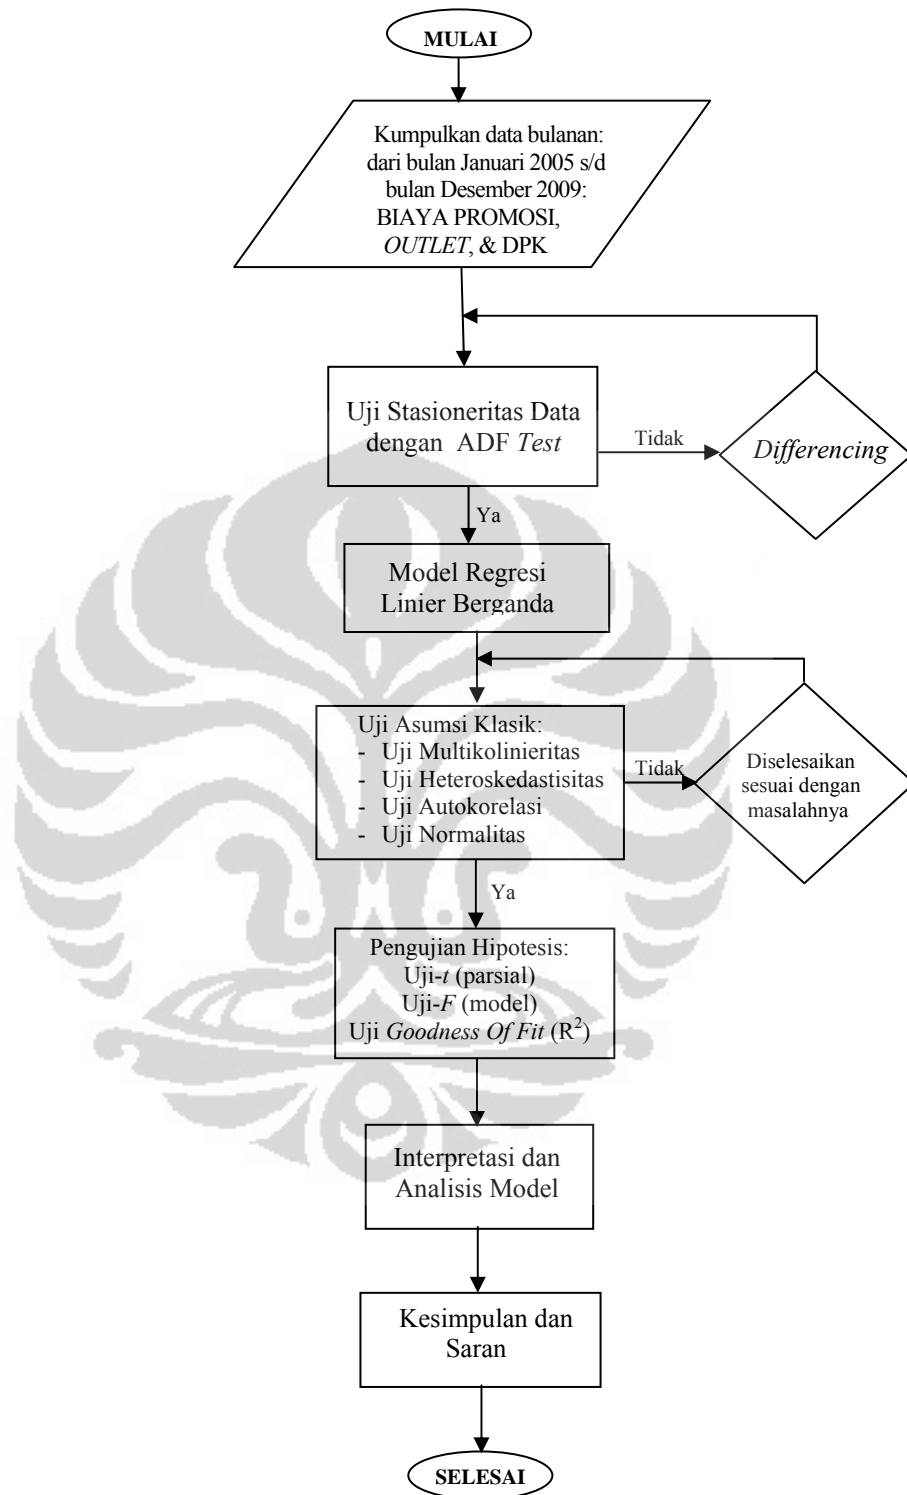 MULAI
Kumpulkan data bulanan:
dari bulan Januari 2005 s/d
bulan Desember 2009:
BIAYA PROMOSI,
OUTLET, & DPK
Uji Stasioneritas Data
dengan ADF Test
Tidak
Differencing
Ya
Model Regresi
Linier Berganda
Uji Asumsi Klasik:
- Uji Multikolinieritas
- Uji Heteroskedastisitas
- Uji Autokorelasi
- Uji Normalitas
Tidak
Diselesaikan
sesuai dengan
masalahnya
Ya
Pengujian Hipotesis:
Uji-t (parsial)
Uji-F (model)
Uji Goodness Of Fit (R²)
Interpretasi dan
Analisis Model
Kesimpulan dan
Saran
SELESAI